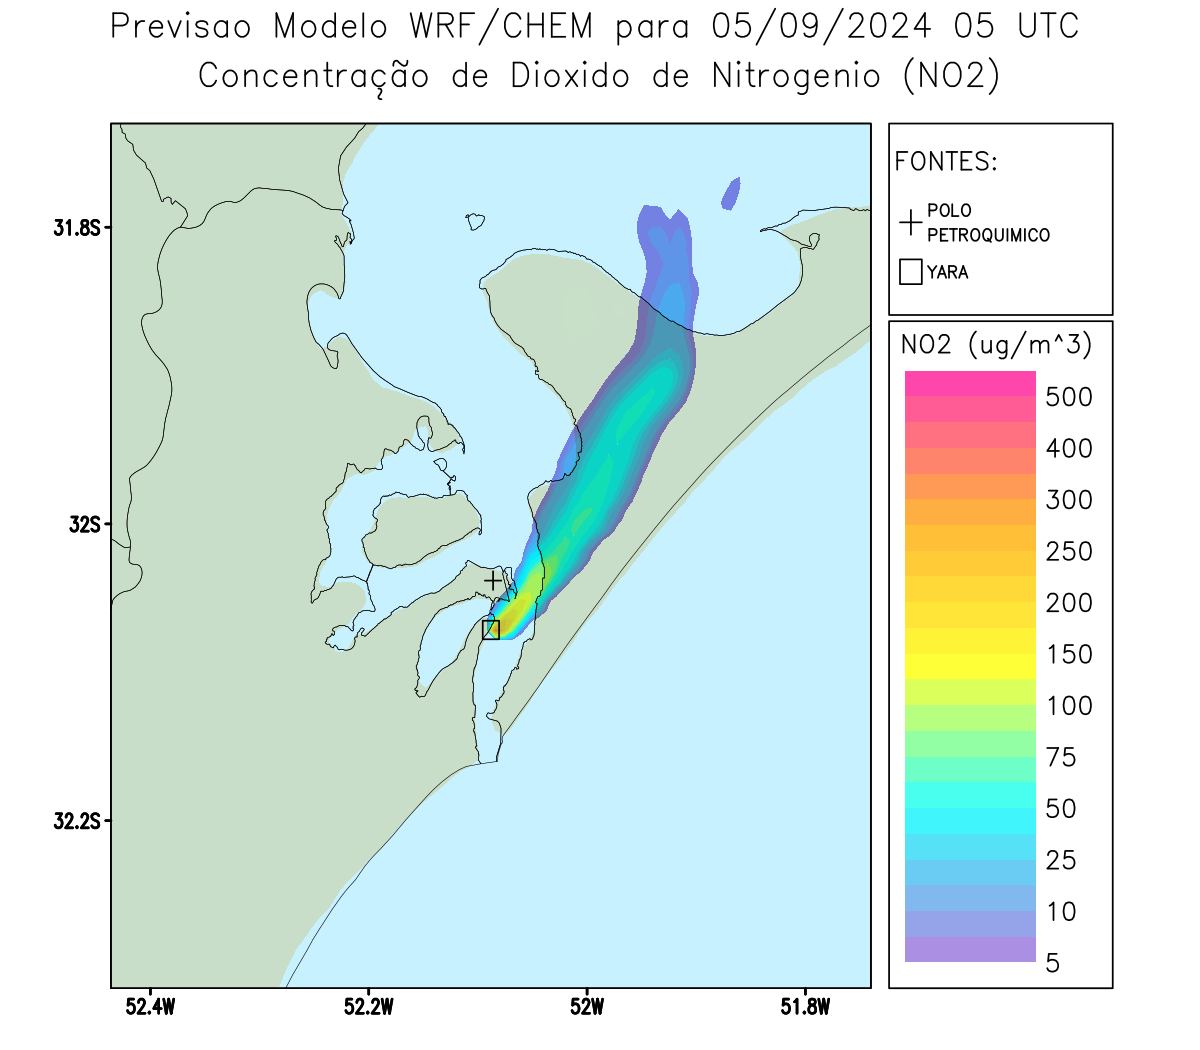 Previsao Modelo WRF/CHEM para 05/09/2024 05 UTC
Concentração de Dioxido de Nitrogenio (NO2)
FONTES:
POLO
PETROQUIMICO
YARA
31.8S
32S
32.2S
52.4W
52.2W
52W
51.8W
NO2 (ug/m^3)
500
400
300
250
200
150
100
75
50
25
10
5